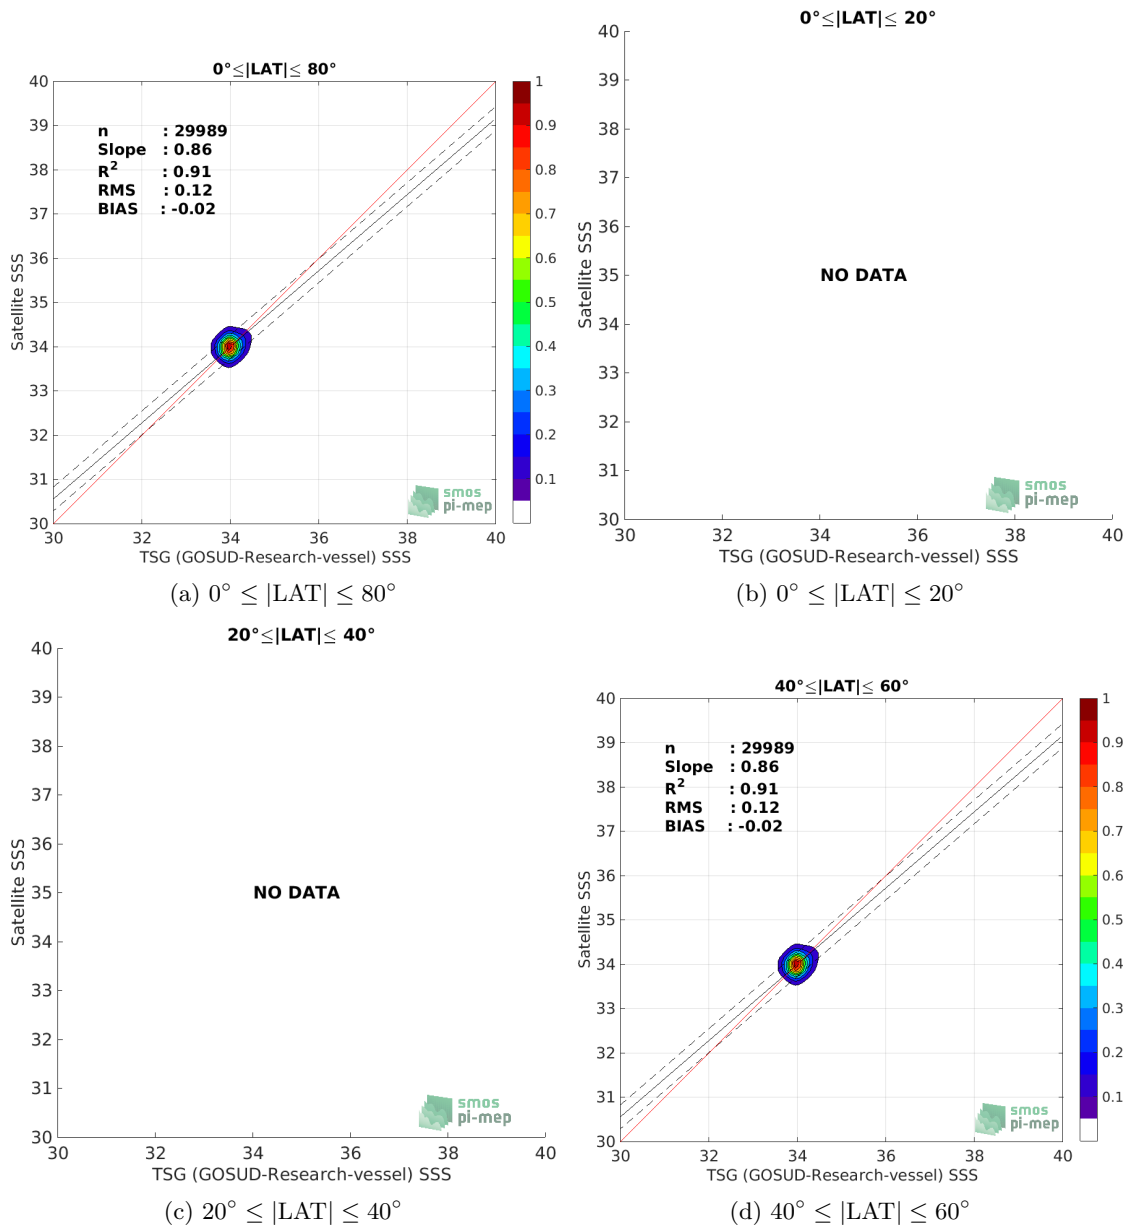 0°≤|LAT|≤ 80°
n : 29989
Slope : 0.86
R² : 0.91
RMS : 0.12
BIAS : -0.02
40
39
38
37
36
35
34
33
32
31
30
30 32 34 36 38 40
Satellite SSS
TSG (GOSUD-Research-vessel) SSS
1
0.9
0.8
0.7
0.6
0.5
0.4
0.3
0.2
0.1
smos
pi-mep
(a) 0° ≤ |LAT| ≤ 80°
0°≤|LAT|≤ 20°
40
39
38
37
36
35
34
33
32
31
30
30 32 34 36 38 40
Satellite SSS
NO DATA
TSG (GOSUD-Research-vessel) SSS
smos
pi-mep
(b) 0° ≤ |LAT| ≤ 20°
20°≤|LAT|≤ 40°
40
39
38
37
36
35
34
33
32
31
30
30 32 34 36 38 40
Satellite SSS
NO DATA
TSG (GOSUD-Research-vessel) SSS
smos
pi-mep
(c) 20° ≤ |LAT| ≤ 40°
40°≤|LAT|≤ 60°
n : 29989
Slope : 0.86
R² : 0.91
RMS : 0.12
BIAS : -0.02
40
39
38
37
36
35
34
33
32
31
30
30 32 34 36 38 40
Satellite SSS
TSG (GOSUD-Research-vessel) SSS
1
0.9
0.8
0.7
0.6
0.5
0.4
0.3
0.2
0.1
smos
pi-mep
(d) 40° ≤ |LAT| ≤ 60°